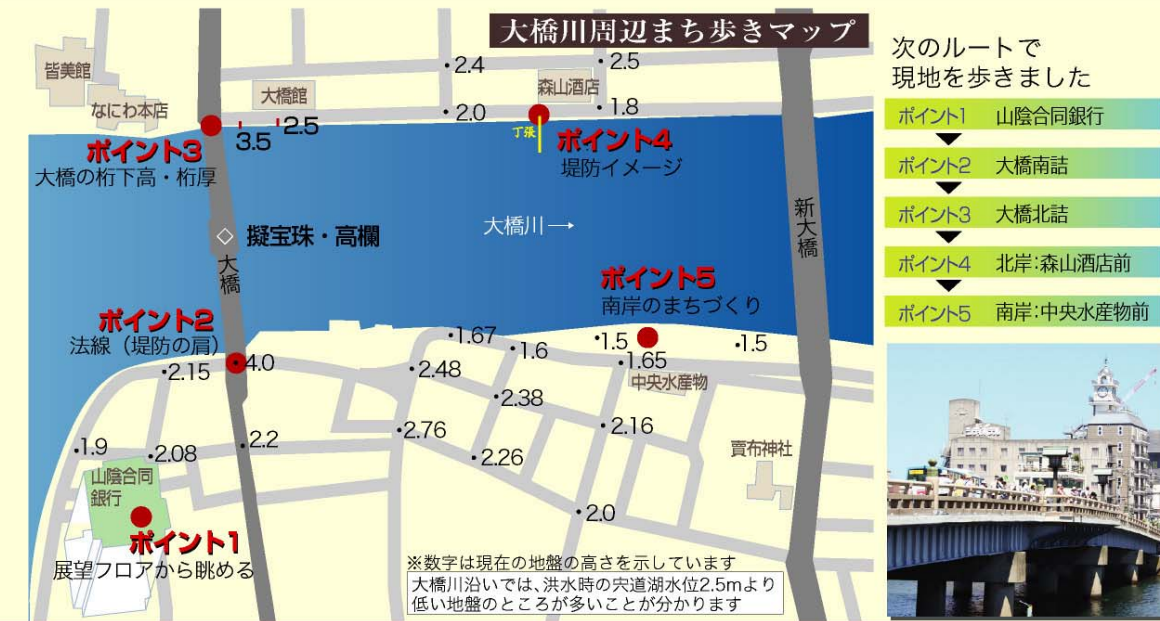 大橋川周辺まち歩きマップ
次のルートで
現地を歩きました
ポイント1 山陰合同銀行
ポイント2 大橋南詰
ポイント3 大橋北詰
ポイント4 北岸:森山酒店前
ポイント5 南岸:中央水産物前
皆美館
なにわ本店
大橋館
森山酒店
・2.4
・2.5
・2.0
・1.8
3.5
2.5
丁張
ポイント3
大橋の桁下高・桁厚
ポイント4
堤防イメージ
◇ 擬宝珠・高欄
大橋
大橋川→
新大橋
ポイント5
南岸のまちづくり
ポイント2
法線(堤防の肩)
・4.0
・2.15
・1.67
・1.6
・1.5
・1.5
・1.65
中央水産物
・2.48
・2.38
・2.16
・2.76
・2.26
・2.0
・1.9
・2.08
・2.2
賣布神社
山陰合同
銀行
ポイント1
展望フロアから眺める
※数字は現在の地盤の高さを示しています
大橋川沿いでは、洪水時の宍道湖水位2.5mより
低い地盤のところが多いことが分かります